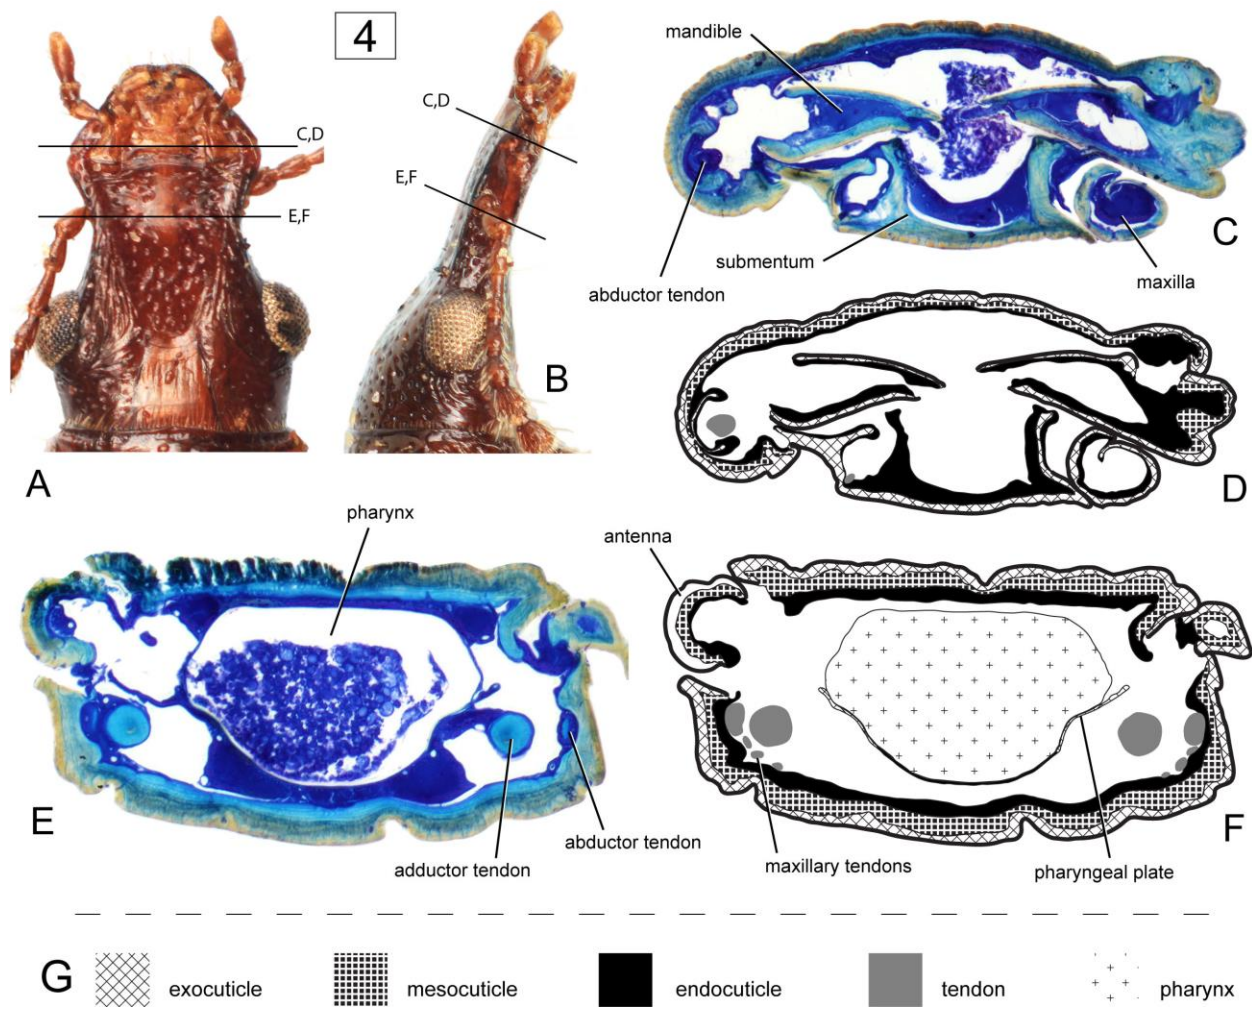 4
C,D
E,F
A
C,D
E,F
B
mandible
submentum
abductor tendon
maxilla
C
D
pharynx
E
adductor tendon
abductor tendon
antenna
maxillary tendons
pharyngeal plate
F
G
exocuticle
mesocuticle
endocuticle
tendon
pharynx